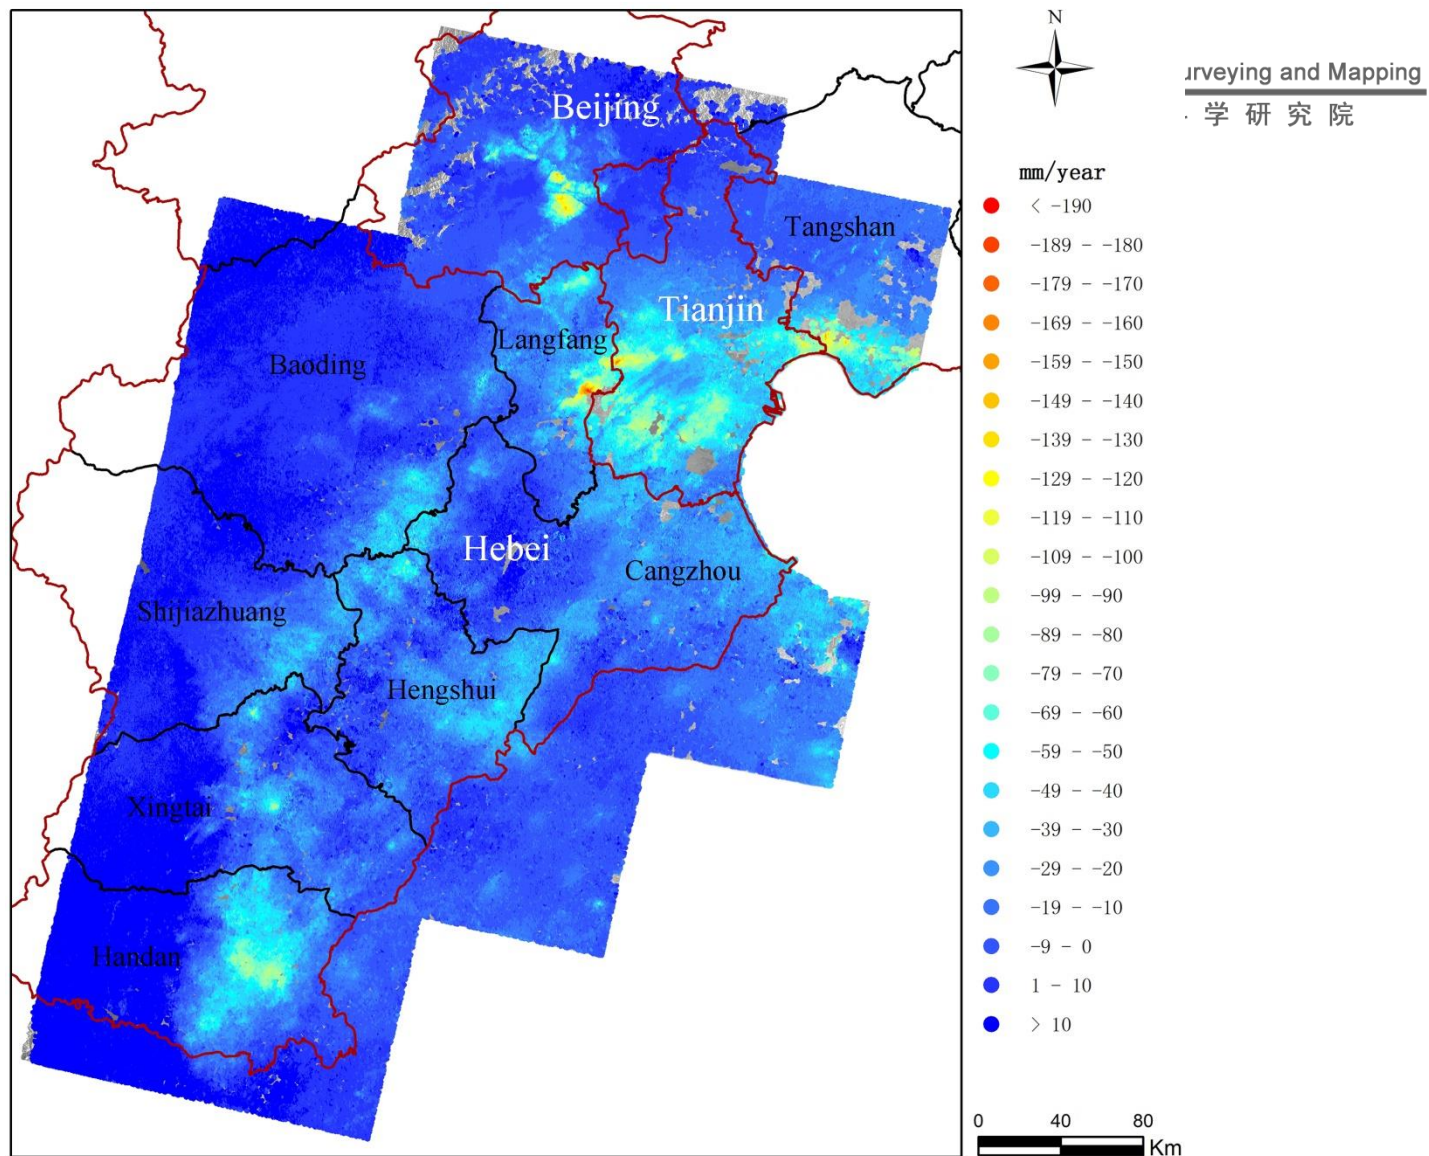 N
urveying and Mapping
学研究院
Beijing
mm/year
< -190
-189 - -180
-179 - -170
-169 - -160
-159 - -150
-149 - -140
-139 - -130
-129 - -120
-119 - -110
-109 - -100
-99 - -90
-89 - -80
-79 - -70
-69 - -60
-59 - -50
-49 - -40
-39 - -30
-29 - -20
-19 - -10
-9 - 0
1 - 10
> 10
Tangshan
Tianjin
Langfang
Baoding
Hebei
Cangzhou
Shijiazhuang
Hengshui
Xingtai
Handan
0 40 80
Km